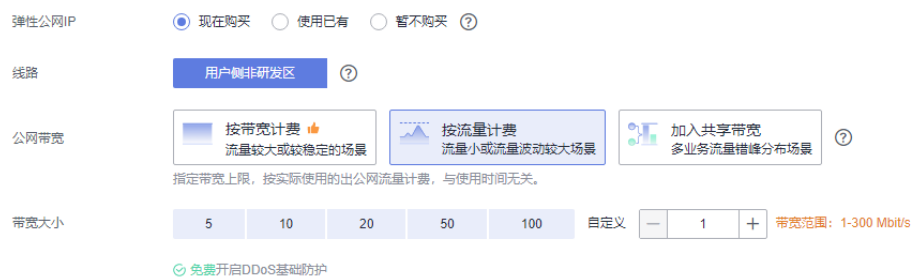 弹性公网IP 现在购买 使用已有 暂不购买 ?
线路 用户侧非研发区 ?
公网带宽 按带宽计费 按流量计费 加入共享带宽 ?
流量较大或较稳定的场景 流量小或流量波动较大场景 多业务流量错峰分布场景
指定带宽上限，按实际使用的出公网流量计费，与使用时间无关。
带宽大小 5 10 20 50 100 自定义 — 1 + 带宽范围：1-300 Mbit/s
免费开启DDoS基础防护